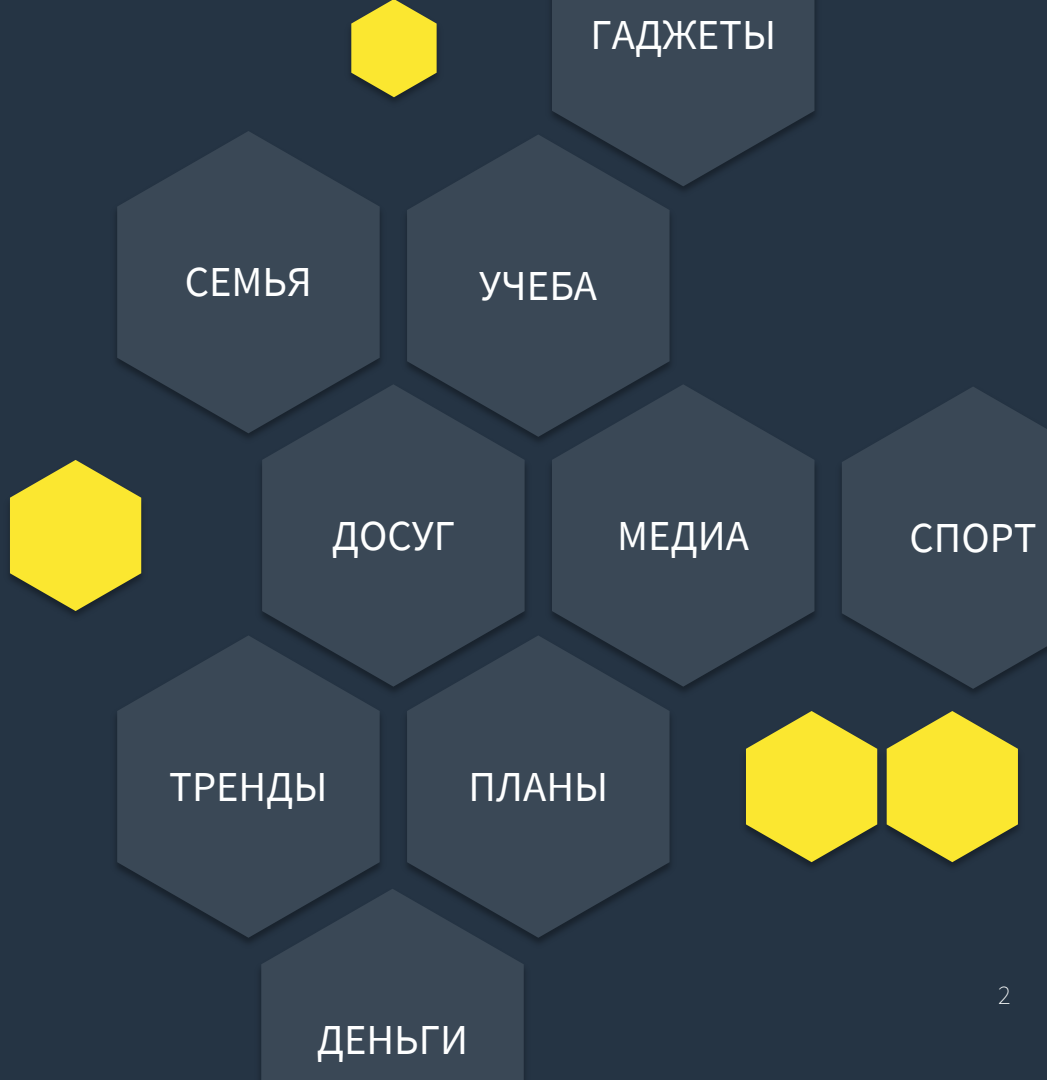 ГАДЖЕТЫ
СЕМЬЯ
УЧЕБА
ДОСУГ
МЕДИА
СПОРТ
ТРЕНДЫ
ПЛАНЫ
2
ДЕНЬГИ